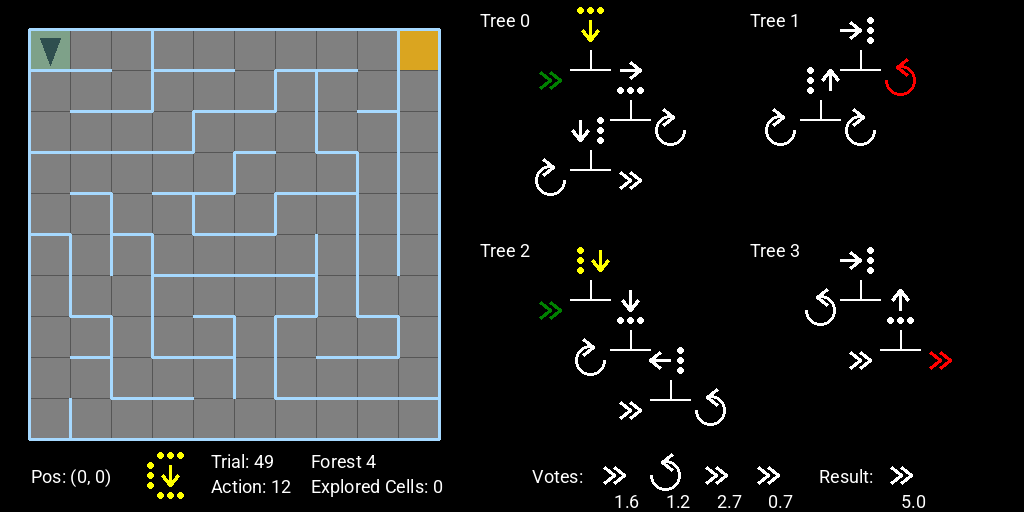 Tree 0
Tree 1
Tree 2
Tree 3
Pos: (0, 0)
Trial: 49
Forest 4
Action: 12
Explored Cells: 0
Votes:
1.6
1.2
2.7
0.7
Result:
5.0